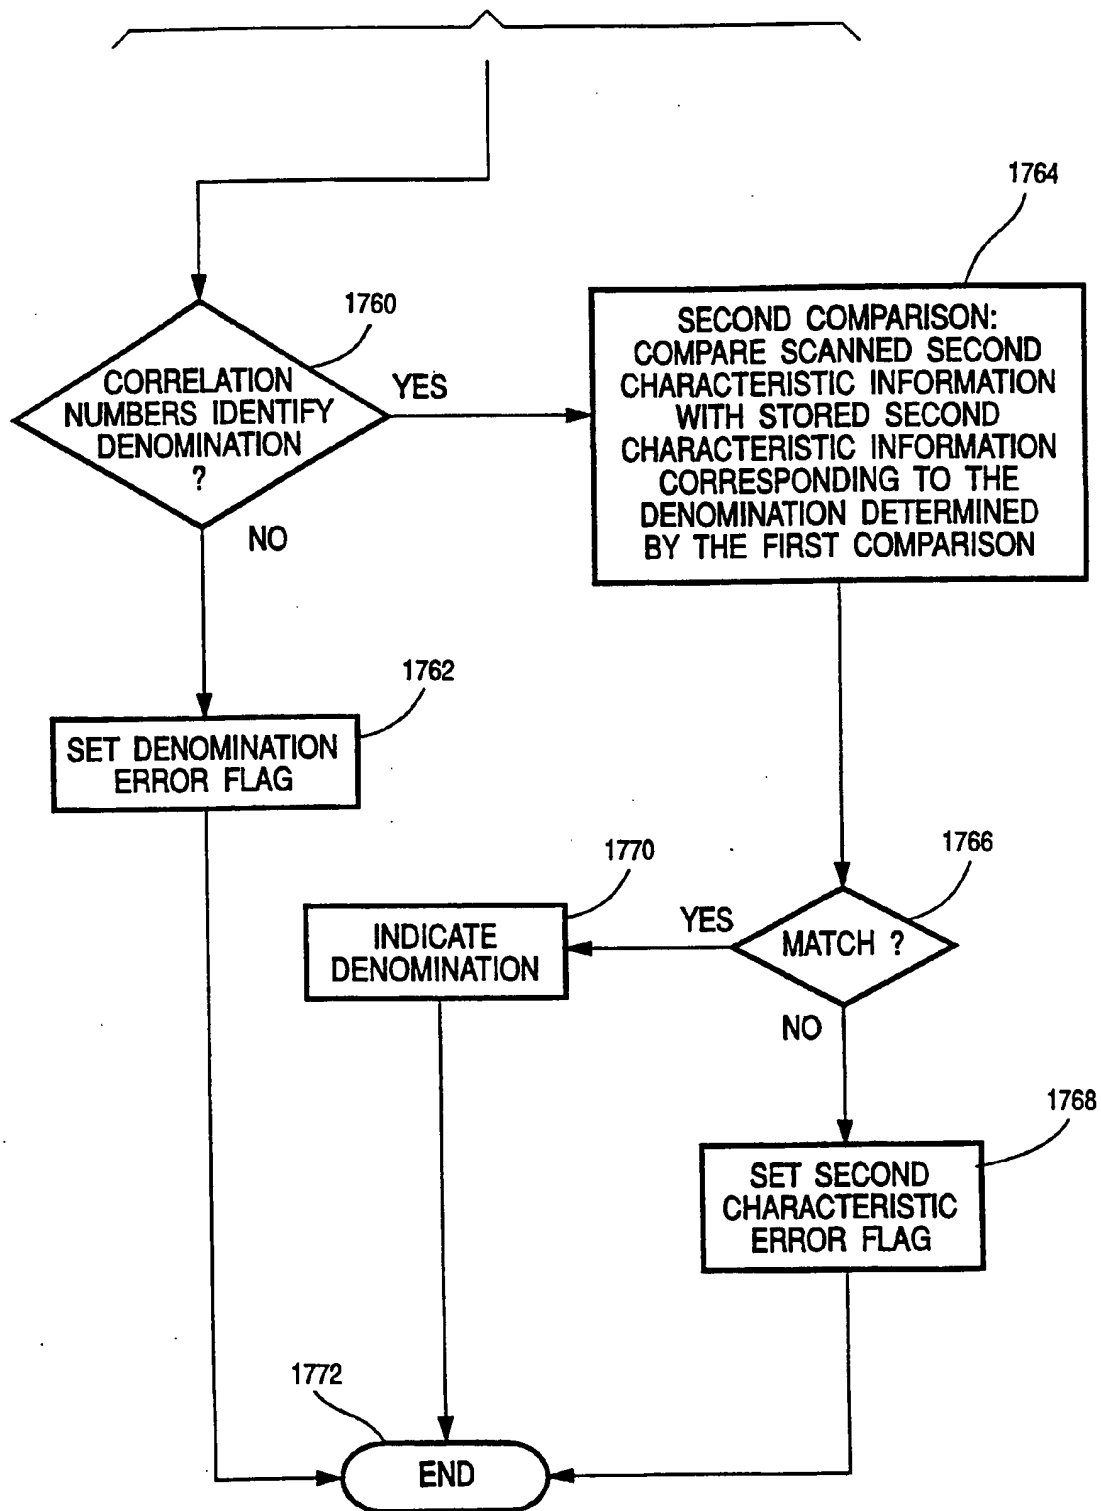 1764
1760
CORRELATION
NUMBERS IDENTIFY
DENOMINATION
?
YES
NO
SECOND COMPARISON:
COMPARE SCANNED SECOND
CHARACTERISTIC INFORMATION
WITH STORED SECOND
CHARACTERISTIC INFORMATION
CORRESPONDING TO THE
DENOMINATION DETERMINED
BY THE FIRST COMPARISON
1762
SET DENOMINATION
ERROR FLAG
1770
INDICATE
DENOMINATION
YES
1766
MATCH ?
NO
1768
SET SECOND
CHARACTERISTIC
ERROR FLAG
1772
END